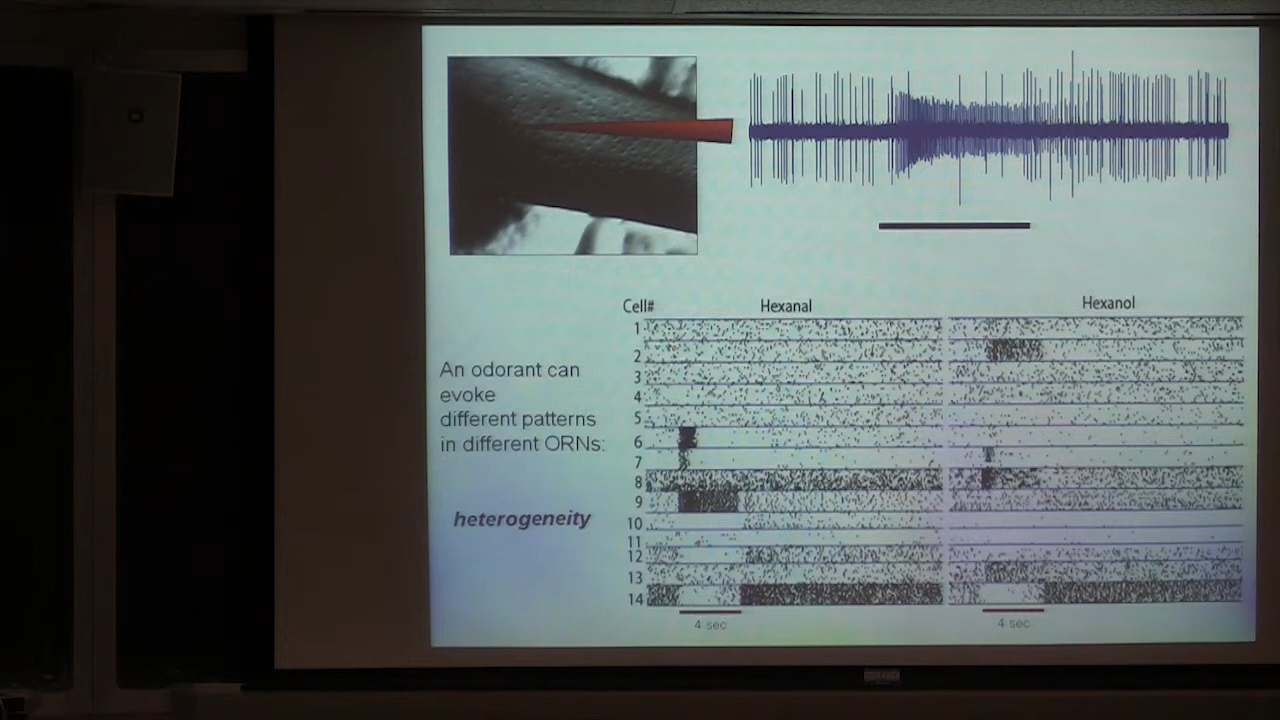 Cell#
Hexanal
Hexanol
1
2
3
4
5
6
7
8
9
10
11
12
13
14
An odorant can
evoke
different patterns
in different ORNs:
heterogeneity
4 sec
4 sec